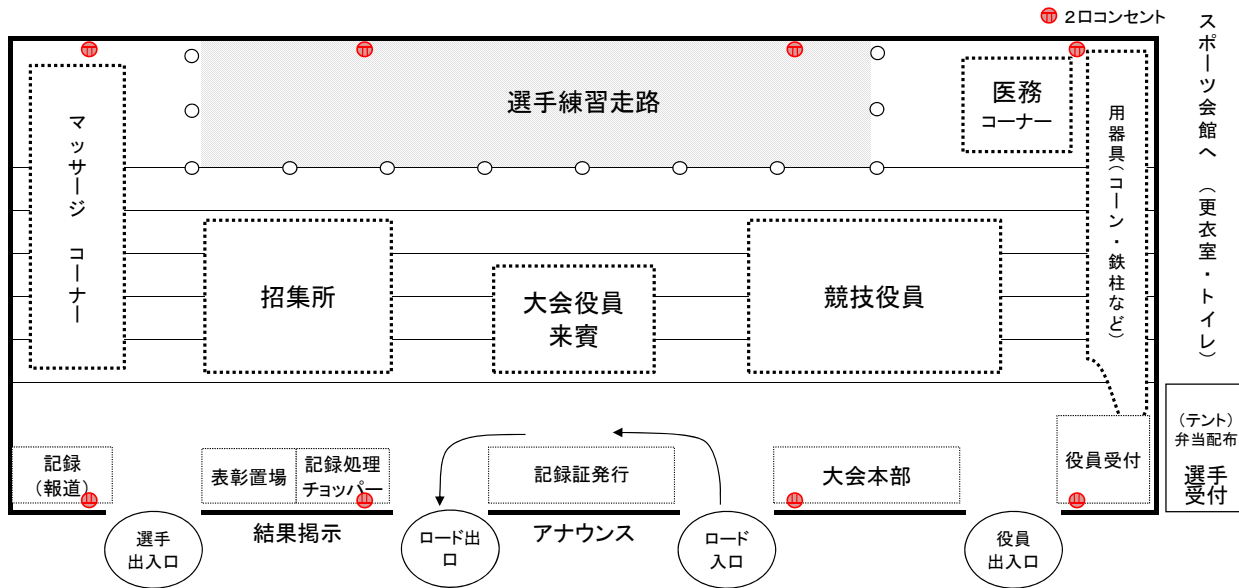 2口コンセント
スポーツ会館へ (更衣室・トイレ)
選手練習走路
医務
コーナー
マッサージ コーナー
用器具(コーン・鉄柱など)
招集所
大会役員
来賓
競技役員
(テント)
弁当配布
選手
受付
記録
(報道)
表彰置場
記録処理
チョッパー
記録証発行
大会本部
役員受付
選手
出入口
結果掲示
ロード出
口
アナウンス
ロード
入口
役員
出入口